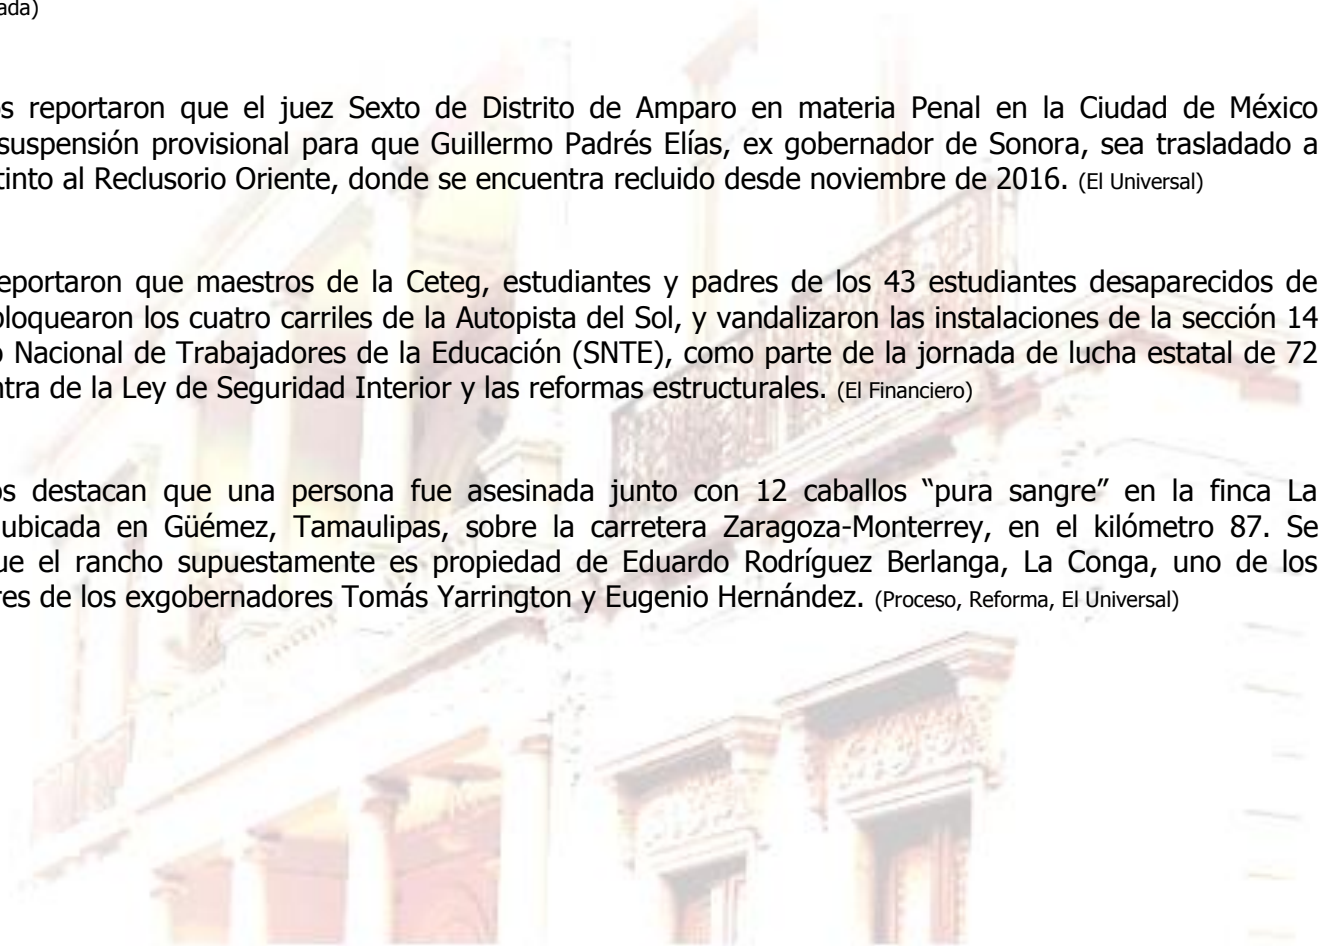 ada)
os reportaron que el juez Sexto de Distrito de Amparo en materia Penal en la Ciudad de México
suspensión provisional para que Guillermo Padrés Elías, ex gobernador de Sonora, sea trasladado a
tinto al Reclusorio Oriente, donde se encuentra recluido desde noviembre de 2016. (El Universal)
eportaron que maestros de la Ceteg, estudiantes y padres de los 43 estudiantes desaparecidos de
bloquearon los cuatro carriles de la Autopista del Sol, y vandalizaron las instalaciones de la sección 14
o Nacional de Trabajadores de la Educación (SNTE), como parte de la jornada de lucha estatal de 72
ntra de la Ley de Seguridad Interior y las reformas estructurales. (El Financiero)
os destacan que una persona fue asesinada junto con 12 caballos “pura sangre” en la finca La
ubicada en Güémez, Tamaulipas, sobre la carretera Zaragoza-Monterrey, en el kilómetro 87. Se
ue el rancho supuestamente es propiedad de Eduardo Rodríguez Berlanga, La Conga, uno de los
res de los exgobernadores Tomás Yarrington y Eugenio Hernández. (Proceso, Reforma, El Universal)